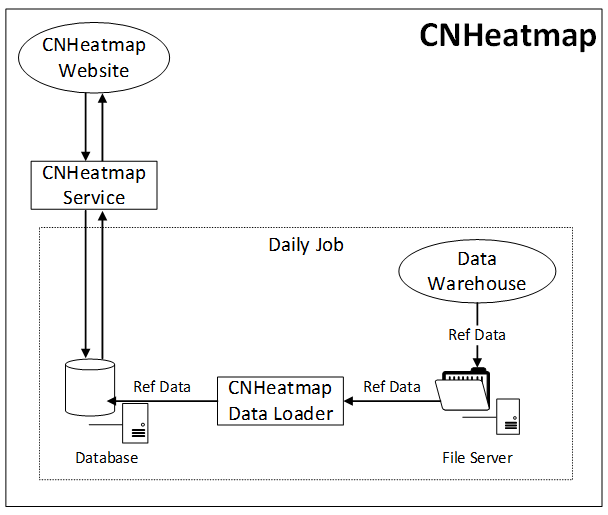 CNHeatmap
CNHeatmap
Website
CNHeatmap
Service
Daily Job
Data
Warehouse
Ref Data
Ref Data
CNHeatmap
Data Loader
Ref Data
Database
File Server